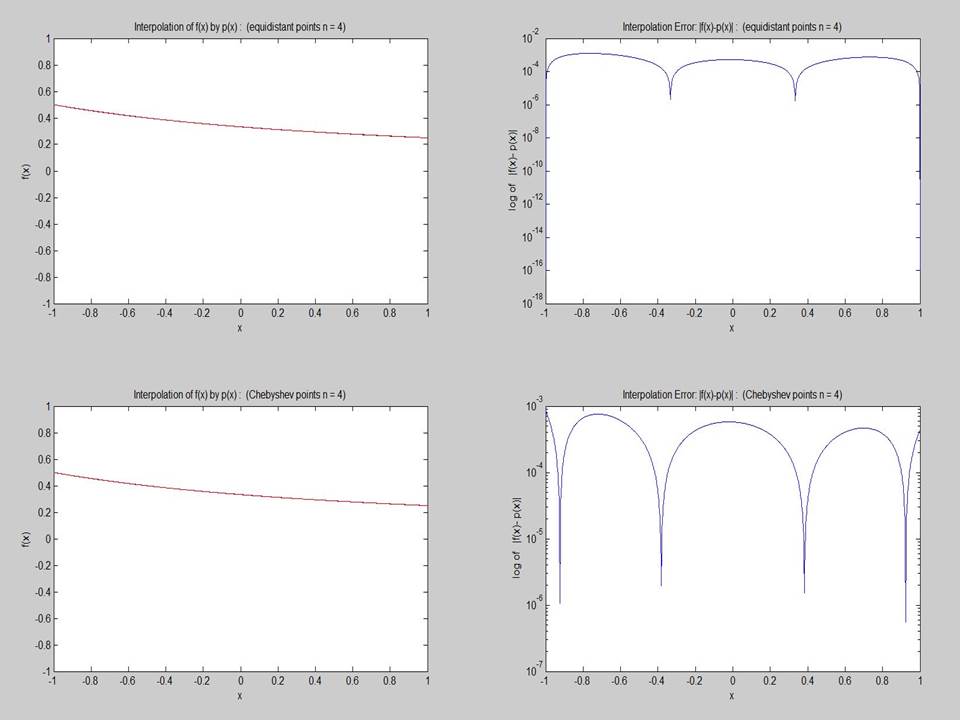 Interpolation of f(x) by p(x) : (equidistant points n = 4)
1
0.8
0.6
0.4
0.2
0
-0.2
-0.4
-0.6
-0.8
-1
f(x)
-1 -0.8 -0.6 -0.4 -0.2 0 0.2 0.4 0.6 0.8 1
x
Interpolation Error: |f(x)-p(x)| : (equidistant points n = 4)
10^-2
10^-4
10^-6
10^-8
10^-10
10^-12
10^-14
10^-16
10^-18
log of |f(x)- p(x)|
-1 -0.8 -0.6 -0.4 -0.2 0 0.2 0.4 0.6 0.8 1
x
Interpolation of f(x) by p(x) : (Chebyshev points n = 4)
1
0.8
0.6
0.4
0.2
0
-0.2
-0.4
-0.6
-0.8
-1
f(x)
-1 -0.8 -0.6 -0.4 -0.2 0 0.2 0.4 0.6 0.8 1
x
Interpolation Error: |f(x)-p(x)| : (Chebyshev points n = 4)
10^-3
10^-4
10^-5
10^-6
10^-7
log of |f(x)- p(x)|
-1 -0.8 -0.6 -0.4 -0.2 0 0.2 0.4 0.6 0.8 1
x